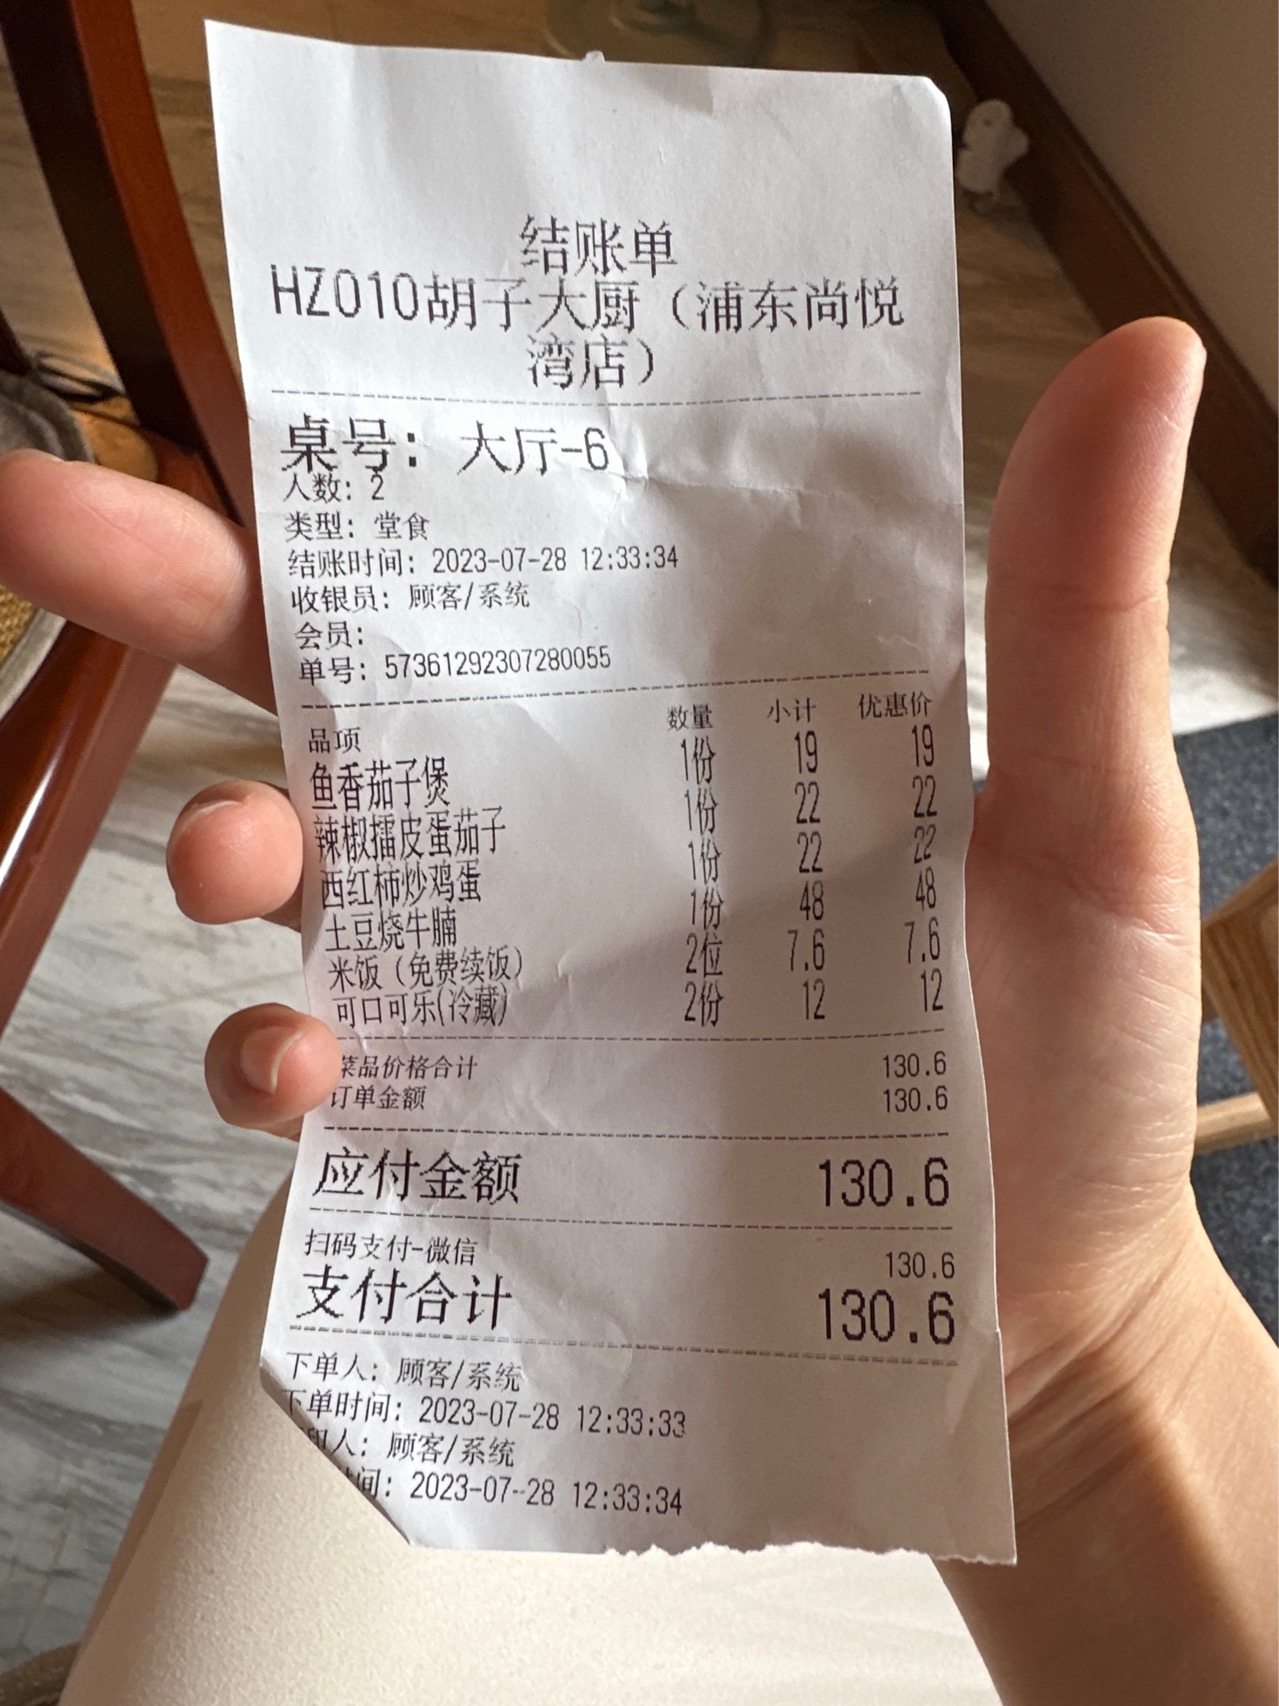 结账单
HZ010胡子大厨（浦东尚悦
湾店）
桌号：大厅-6
人数：2
类型：堂食
结账时间：2023-07-28 12:33:34
收银员：顾客/系统
会员：
单号：57361292307280055
品项 数量 小计 优惠价
鱼香茄子煲 1份 19 19
辣椒擂皮蛋茄子 1份 22 22
西红柿炒鸡蛋 1份 22 22
土豆烧牛腩 1份 48 48
米饭（免费续饭） 2位 7.6 7.6
可口可乐(冷藏) 2份 12 12
菜品价格合计 130.6
订单金额 130.6
应付金额 130.6
扫码支付-微信 130.6
支付合计 130.6
下单人：顾客/系统
下单时间：2023-07-28 12:33:33
印人：顾客/系统
间：2023-07-28 12:33:34